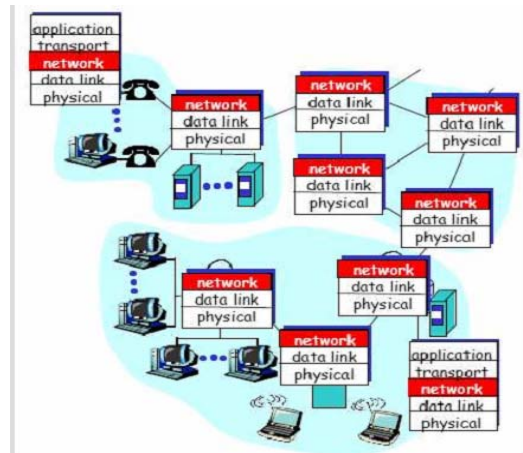 application
transport
network
data link
physical
network
data link
physical
network
data link
physical
network
data link
physical
network
data link
physical
network
data link
physical
network
data link
physical
network
data link
physical
network
data link
physical
application
transport
network
data link
physical